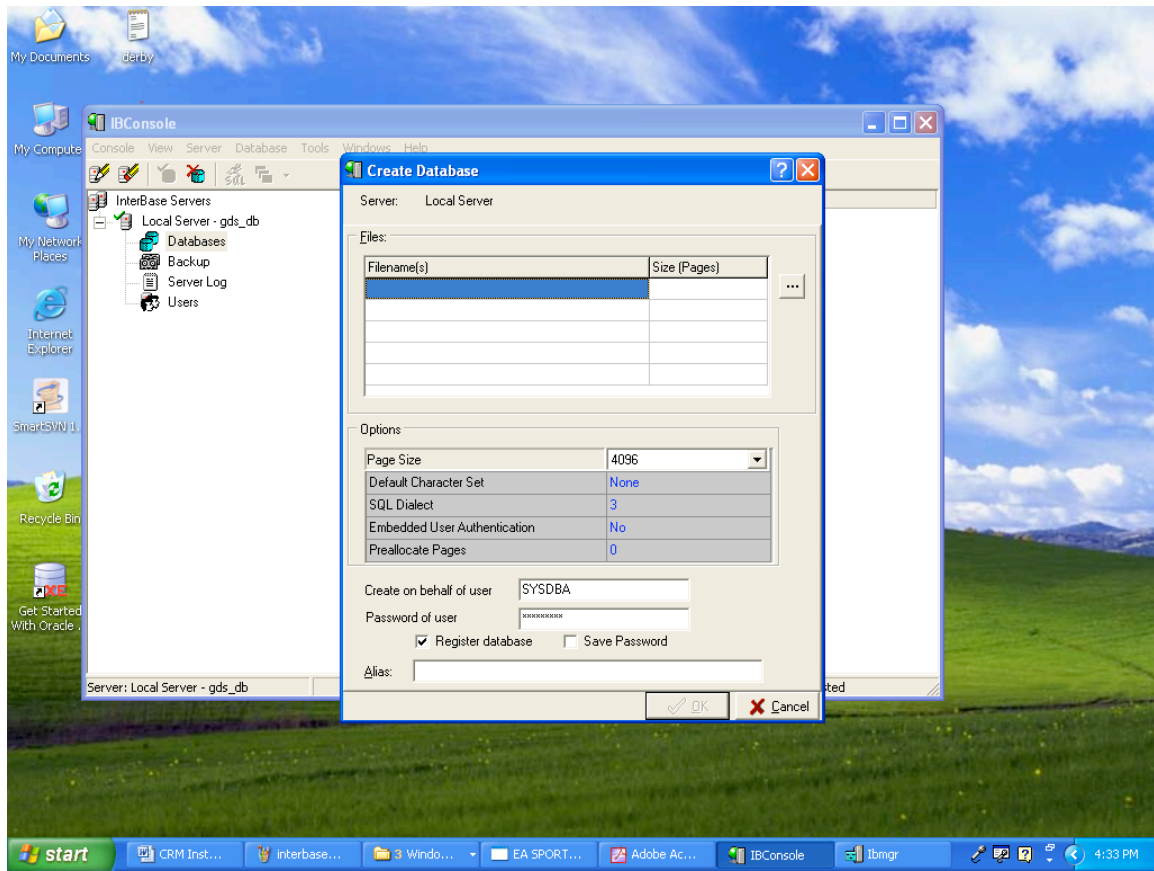 My Documents
derby
IBConsole
My Compute
Console View Server Database Tools Windows Help
Create Database
InterBase Servers
Server: Local Server
Local Server - gds_db
Databases
Backup
Server Log
Users
My Network
Places
Files:
Filename(s) Size (Pages)
...
Internet
Explorer
SmartSVN 1.
Options
Page Size 4096
Default Character Set None
SQL Dialect 3
Embedded User Authentication No
Preallocate Pages 0
Recycle Bin
Create on behalf of user SYSDBA
Password of user *********
Register database Save Password
Get Started
With Oracle .
Alias:
Server: Local Server - gds_db
ted
OK Cancel
start CRM Inst... interbase... 3 Windo... EA SPORT... Adobe Ac... IBConsole Ibmgr 4:33 PM